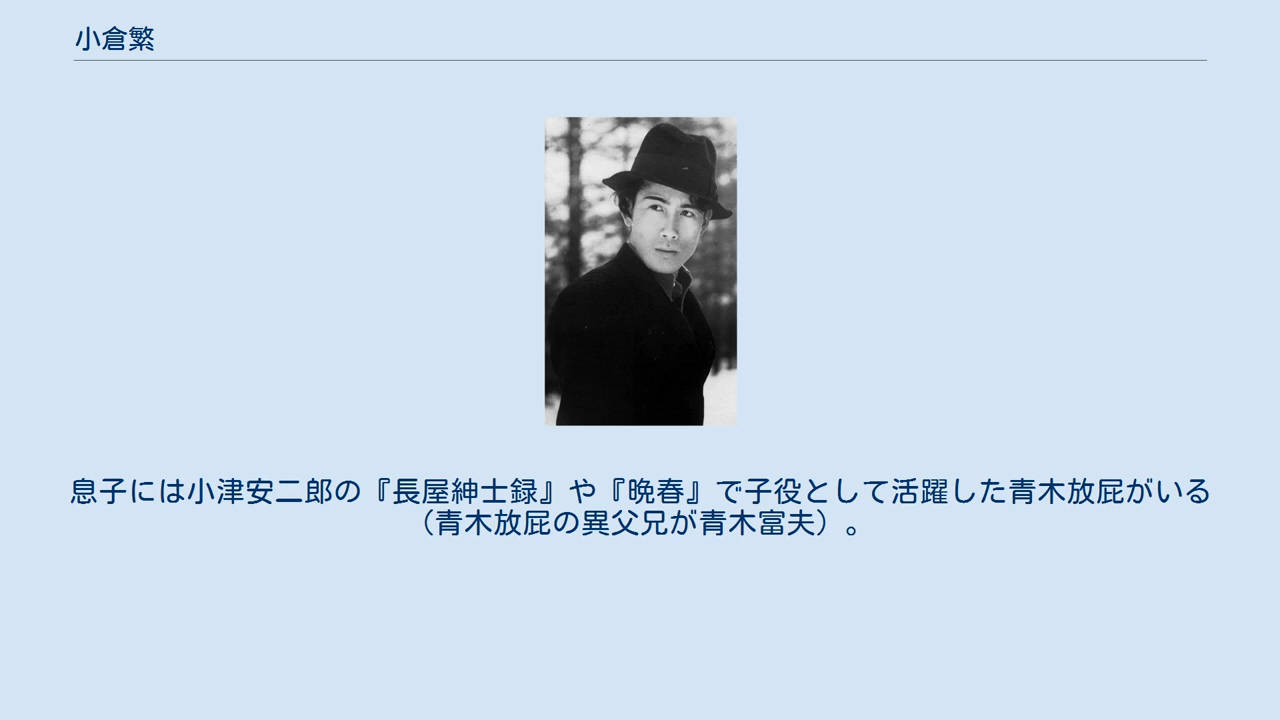 小倉繁
息子には小津安二郎の『長屋紳士録』や『晩春』で子役として活躍した青木放屁がいる
（青木放屁の異父兄が青木富夫）。